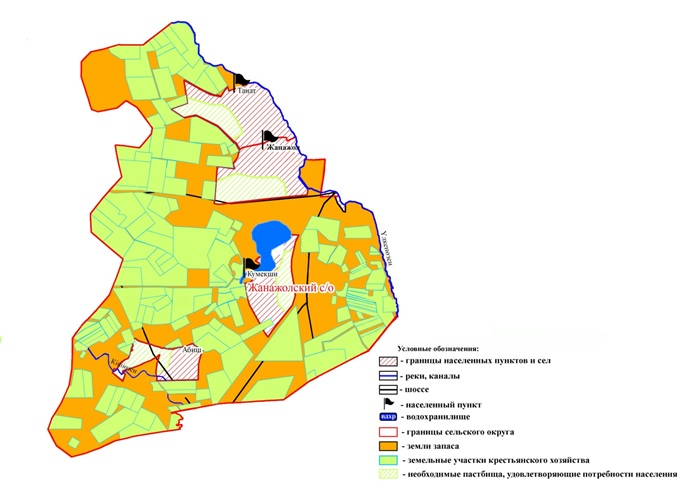 Танат
Жанажол
Үлкенөлең
Кумекши
Жанажолский с/о
Абиш
Условные обозначения:
- границы населенных пунктов и сел
- реки, каналы
- шоссе
- населенный пункт
вдхр - водохранилище
- границы сельского округа
- земли запаса
- земельные участки крестьянского хозяйства
- необходимые пастбища, удовлетворяющие потребности населения